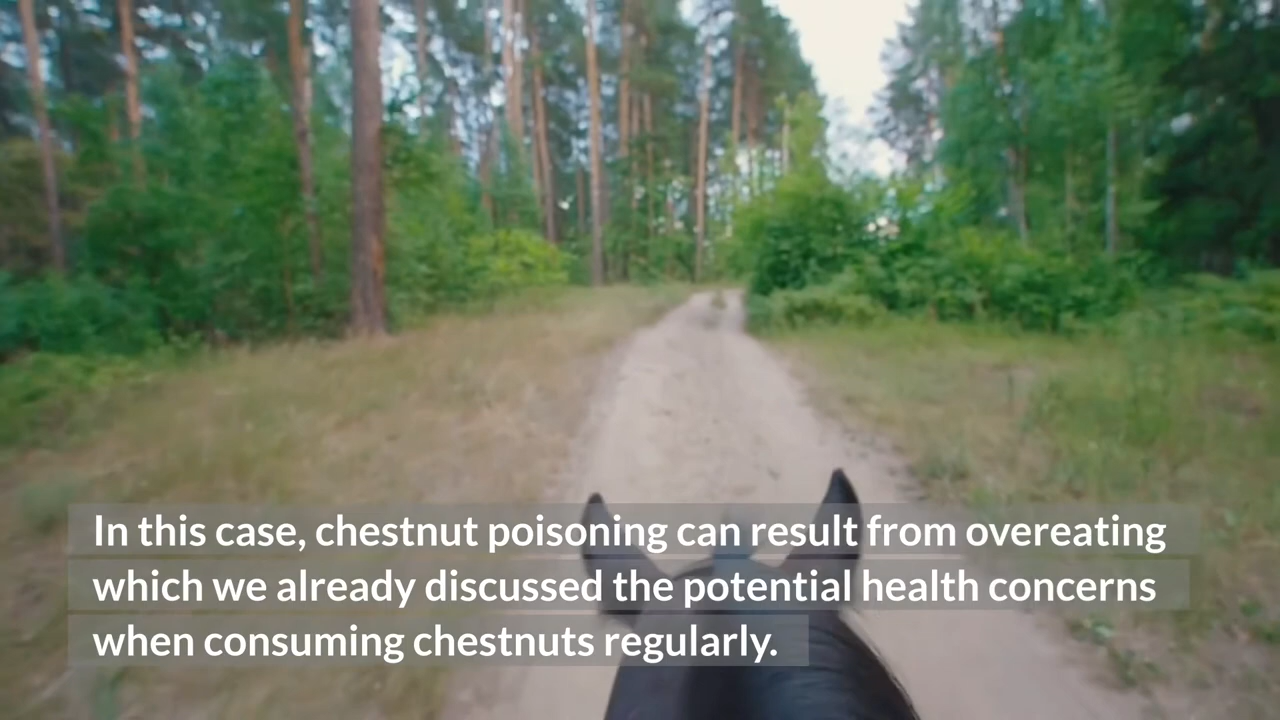 In this case, chestnut poisoning can result from overeating
which we already discussed the potential health concerns
when consuming chestnuts regularly.